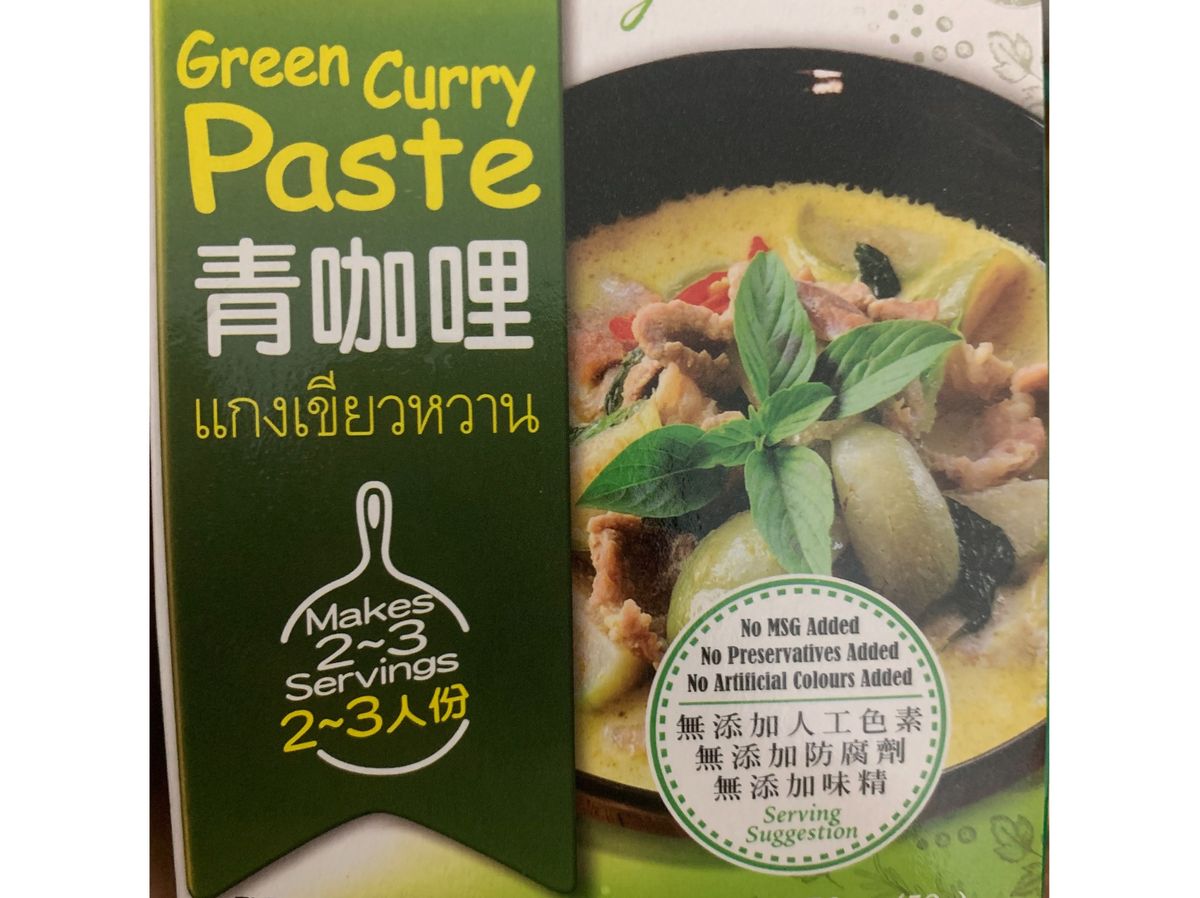 Green Curry
Paste
青咖哩
แกงเขียวหวาน
Makes
2~3
Servings
2~3人份
No MSG Added
No Preservatives Added
No Artificial Colours Added
無添加人工色素
無添加防腐劑
無添加味精
Serving
Suggestion